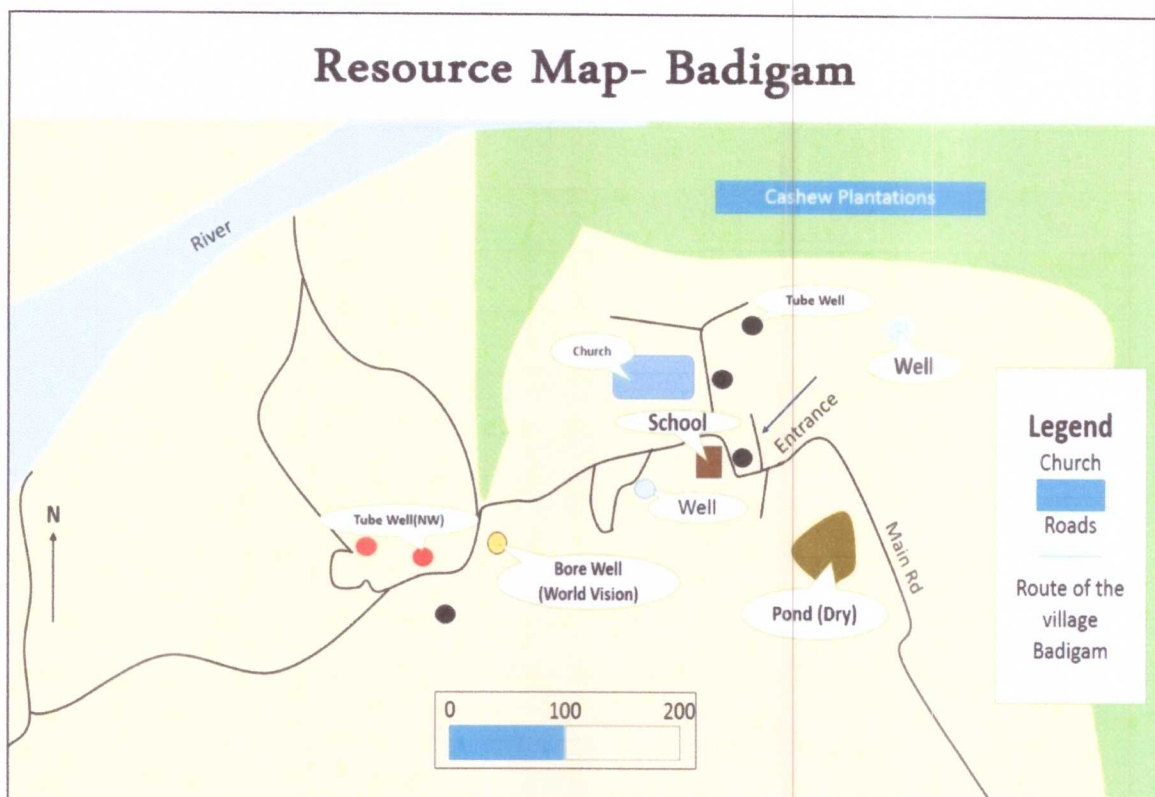 Resource Map- Badigam
Cashew Plantations
River
Tube Well
Church
Well
School
Entrance
Legend
Church
Roads
Route of the
village
Badigam
N
Tube Well(NW)
Well
Bore Well
(World Vision)
Main Rd
Pond (Dry)
0 100 200